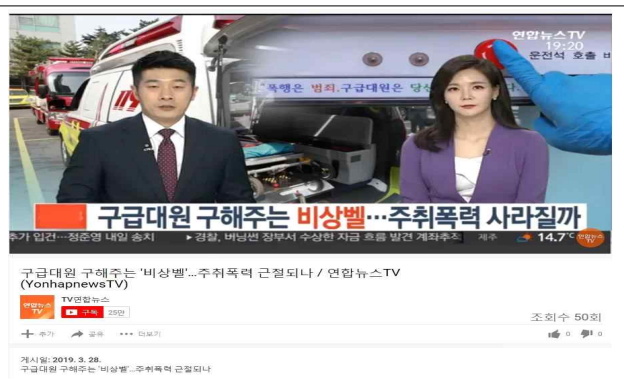 연합뉴스TV
19:20
운전석 호출 비
"폭행은 범죄. 구급대원은 당신
구급대원 구해주는 비상벨…주취폭력 사라질까
추가 입건…정준영 내일 송치 ▸경찰, 버닝썬 장부서 수상한 자금 흐름 발견 계좌추적 제주 14.7℃ 연합뉴스TV
구급대원 구해주는 '비상벨'...주취폭력 근절되나 / 연합뉴스TV
(YonhapnewsTV)
연합뉴스 TV
TV연합뉴스
구독 25만
조회수 50회
추가 공유 더보기 0 0
게시일: 2019. 3. 28.
구급대원 구해주는 '비상벨'...주취폭력 근절되나